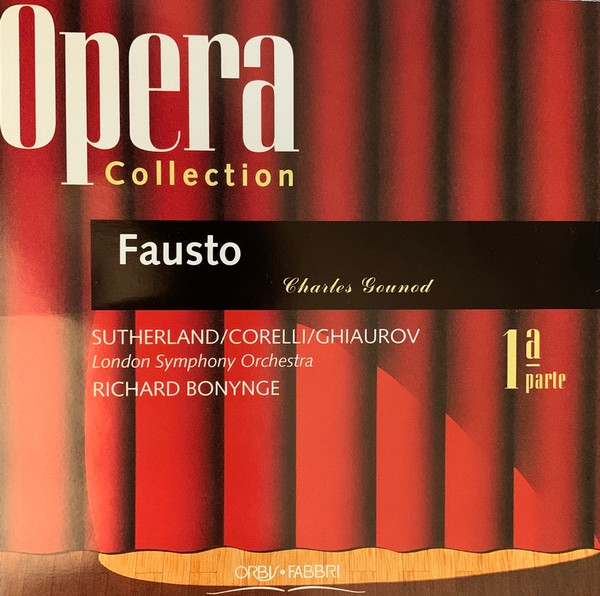 Opera
Collection
Fausto
Charles Gounod
SUTHERLAND/CORELLI/GHIAUROV
London Symphony Orchestra
RICHARD BONYNGE
1a
parte
ORBIS • FABBRI